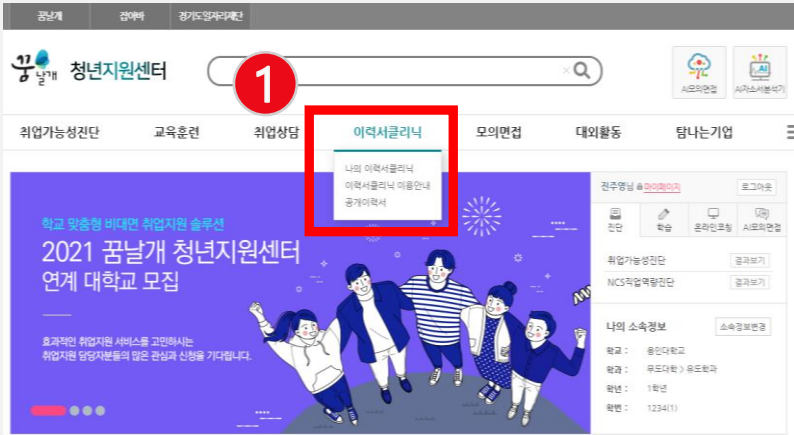 꿈날개 잡아바 경기도일자리재단
꿈날개 청년지원센터
1
AI모의면접 AI자소서분석기
취업가능성진단 교육훈련 취업상담 이력서클리닉 모의면접 대외활동 탐나는기업
나의 이력서클리닉
이력서클리닉 이용안내
공개이력서
학교 맞춤형 비대면 취업지원 솔루션
2021 꿈날개 청년지원센터
연계 대학교 모집
효과적인 취업지원 서비스를 고민하시는
취업지원 담당자분들의 많은 관심과 신청을 기다립니다.
전주영님 마이페이지 로그아웃
진단 학습 온라인코칭 AI모의면접
취업가능성진단 결과보기
NCS직업역량진단 결과보기
나의 소속정보 소속정보변경
학교 : 용인대학교
학과 : 무도대학 > 유도학과
학년 : 1학년
학번 : 1234(1)